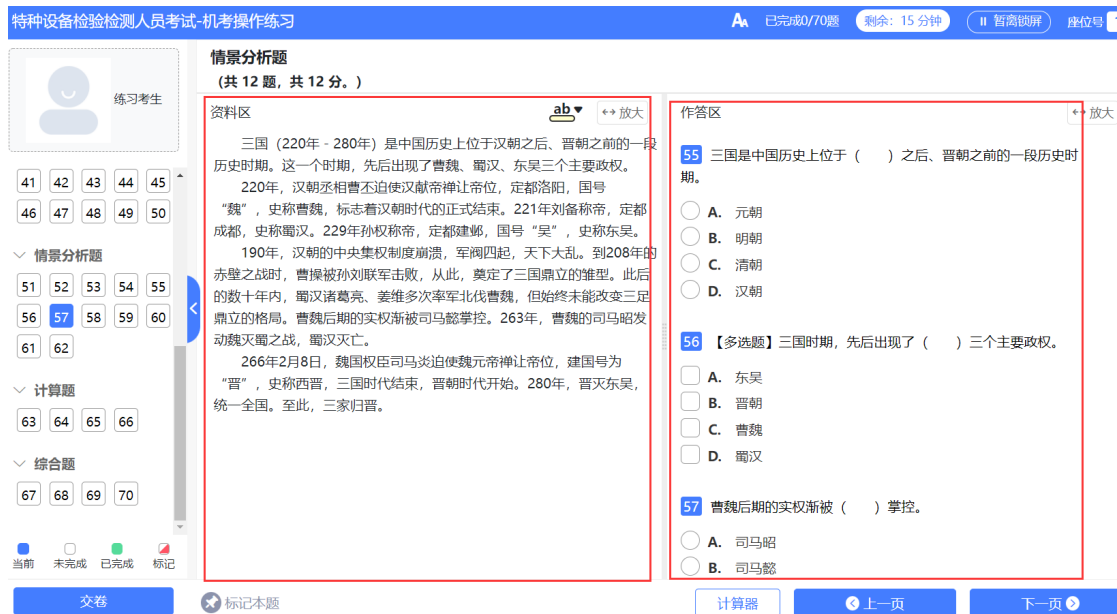 特种设备检验检测人员考试-机考操作练习
AA 已完成0/70题 剩余：15 分钟 暂离锁屏 座位号
练习考生
41 42 43 44 45
46 47 48 49 50
情景分析题
51 52 53 54 55
56 57 58 59 60
61 62
计算题
63 64 65 66
综合题
67 68 69 70
当前 未完成 已完成 标记
交卷
情景分析题
（共 12 题，共 12 分。）
资料区 ab 放大
三国（220年 - 280年）是中国历史上位于汉朝之后、晋朝之前的一段
历史时期。这一个时期，先后出现了曹魏、蜀汉、东吴三个主要政权。
220年，汉朝丞相曹丕迫使汉献帝禅让帝位，定都洛阳，国号
“魏”，史称曹魏，标志着汉朝时代的正式结束。221年刘备称帝，定都
成都，史称蜀汉。229年孙权称帝，定都建邺，国号“吴”，史称东吴。
190年，汉朝的中央集权制度崩溃，军阀四起，天下大乱。到208年的
赤壁之战时，曹操被孙刘联军击败，从此，奠定了三国鼎立的雏型。此后
的数十年内，蜀汉诸葛亮、姜维多次率军北伐曹魏，但始终未能改变三足
鼎立的格局。曹魏后期的实权渐被司马懿掌控。263年，曹魏的司马昭发
动魏灭蜀之战，蜀汉灭亡。
266年2月8日，魏国权臣司马炎迫使魏元帝禅让帝位，建国号为
“晋”，史称西晋，三国时代结束，晋朝时代开始。280年，晋灭东吴，
统一全国。至此，三家归晋。
作答区 放大
55 三国是中国历史上位于（ ）之后、晋朝之前的一段历史时
期。
A. 元朝
B. 明朝
C. 清朝
D. 汉朝
56 【多选题】三国时期，先后出现了（ ）三个主要政权。
A. 东吴
B. 晋朝
C. 曹魏
D. 蜀汉
57 曹魏后期的实权渐被（ ）掌控。
A. 司马昭
B. 司马懿
标记本题 计算器 上一页 下一页